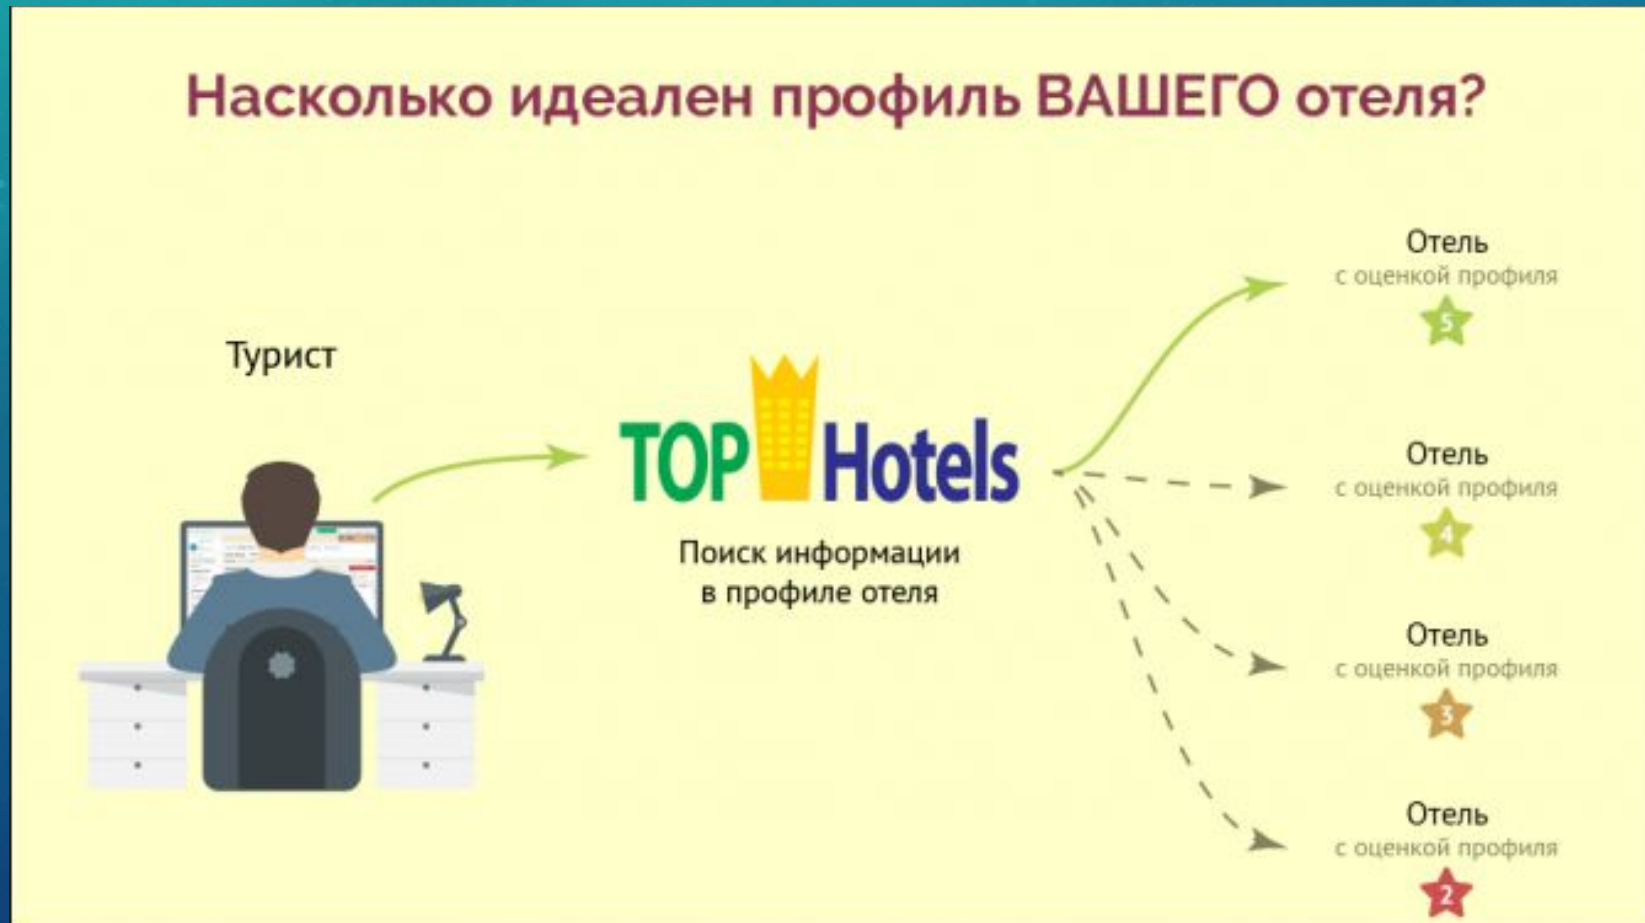 Насколько идеален профиль ВАШЕГО отеля?
Турист
TOP Hotels
Поиск информации
в профиле отеля
Отель
с оценкой профиля
5
Отель
с оценкой профиля
4
Отель
с оценкой профиля
3
Отель
с оценкой профиля
2